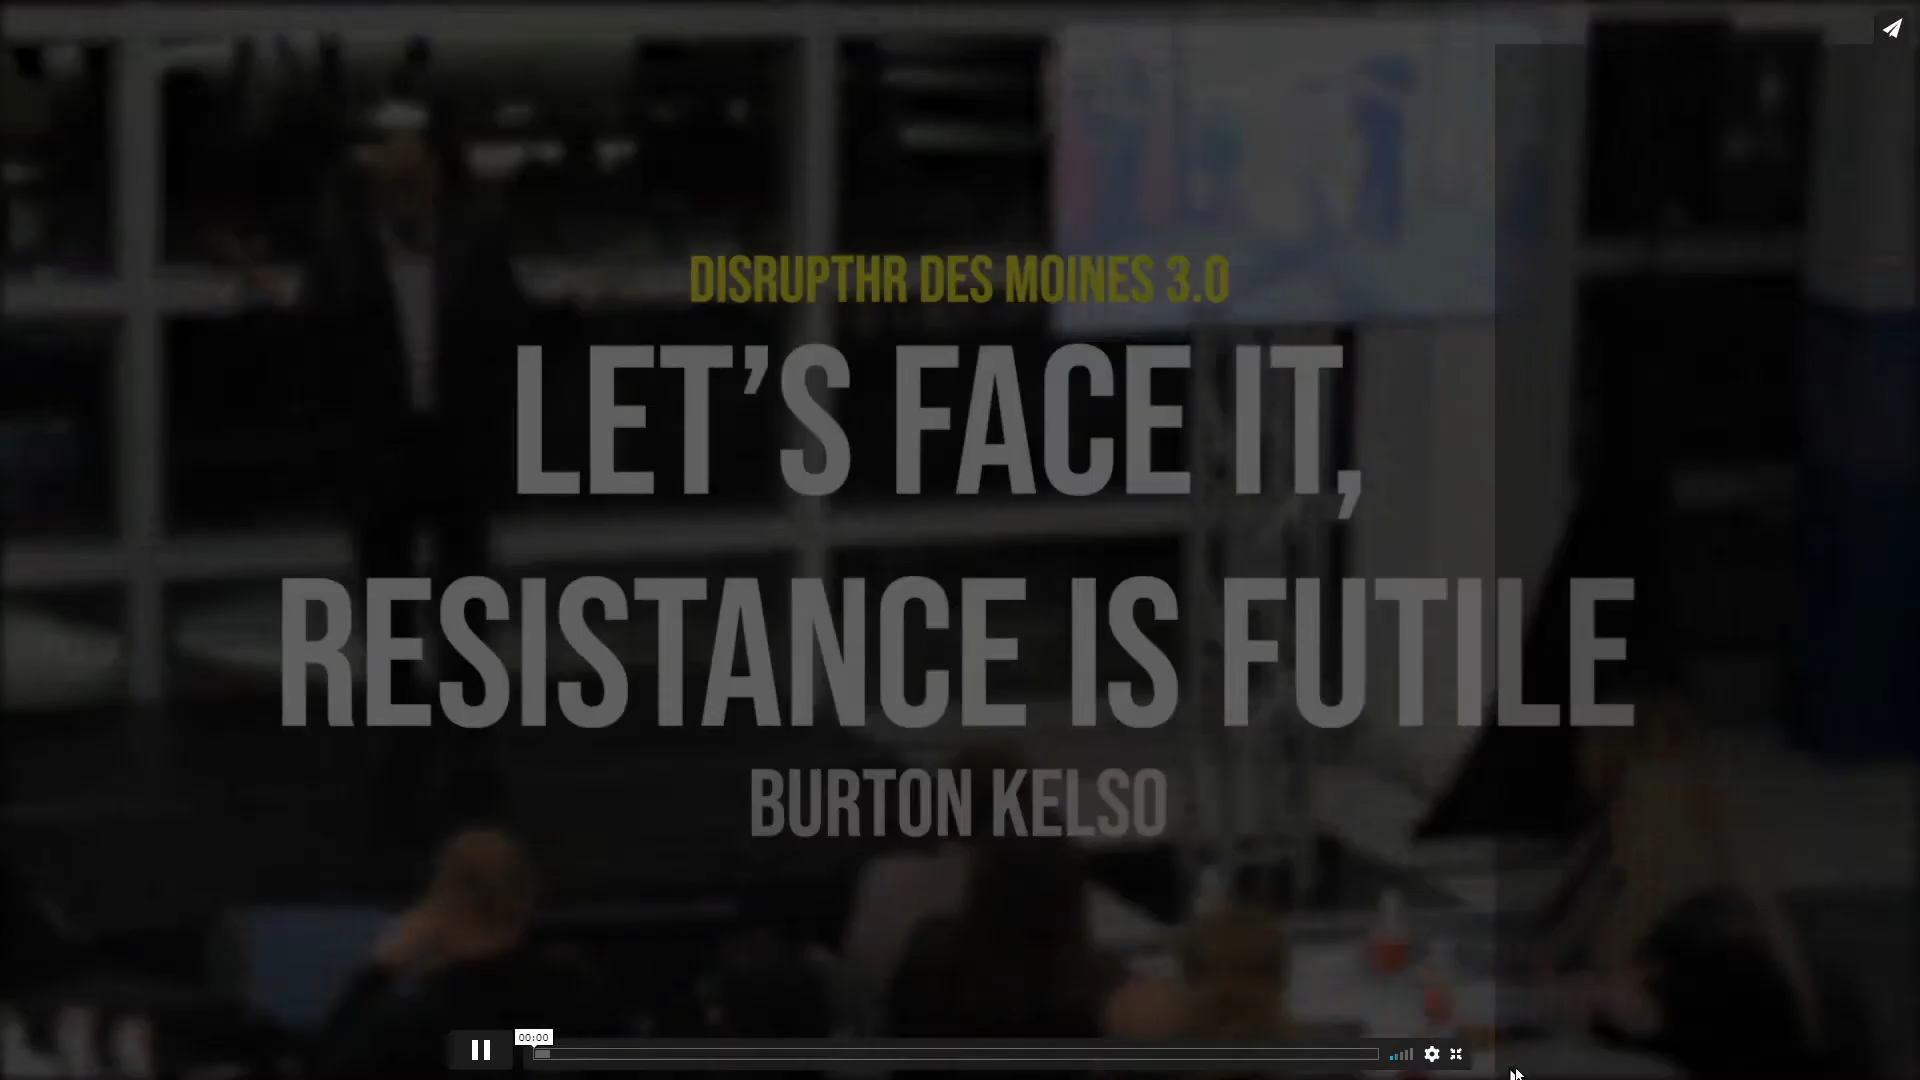 DISRUPTHR DES MOINES 3.0
LET’S FACE IT,
RESISTANCE IS FUTILE
BURTON KELSO
00:00